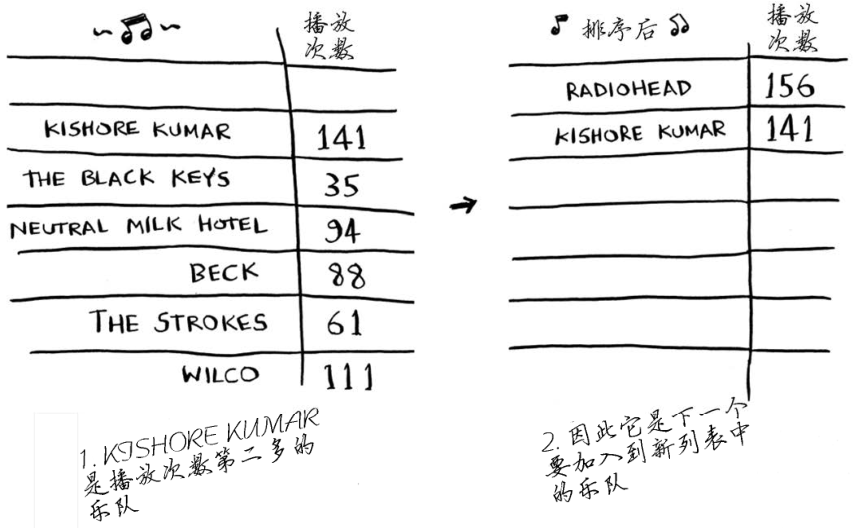 播放
次数
KISHORE KUMAR 141
THE BLACK KEYS 35
NEUTRAL MILK HOTEL 94
BECK 88
THE STROKES 61
WILCO 111
1. KISHORE KUMAR
是播放次数第二多的
乐队
排序后
播放
次数
RADIOHEAD 156
KISHORE KUMAR 141
2. 因此它是下一个
要加入到新列表中
的乐队